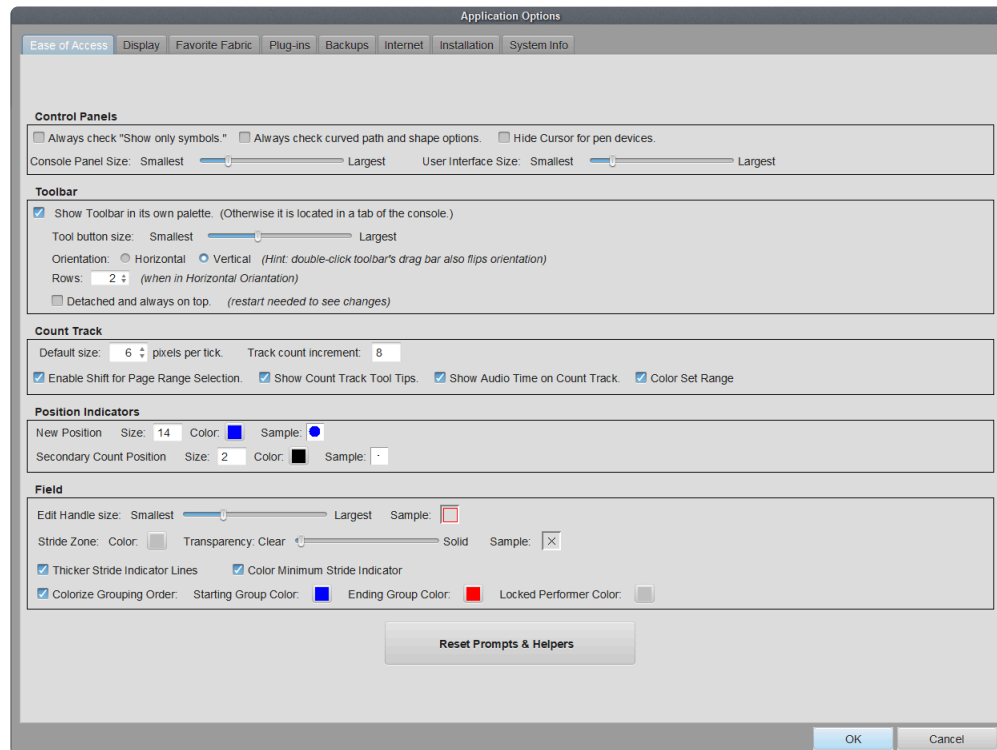 Application Options
Ease of Access Display Favorite Fabric Plug-ins Backups Internet Installation System Info
Control Panels
Always check "Show only symbols." Always check curved path and shape options. Hide Cursor for pen devices.
Console Panel Size: Smallest Largest User Interface Size: Smallest Largest
Toolbar
Show Toolbar in its own palette. (Otherwise it is located in a tab of the console.)
Tool button size: Smallest Largest
Orientation: Horizontal Vertical (Hint: double-click toolbar's drag bar also flips orientation)
Rows: 2 (when in Horizontal Oriantation)
Detached and always on top. (restart needed to see changes)
Count Track
Default size: 6 pixels per tick. Track count increment: 8
Enable Shift for Page Range Selection. Show Count Track Tool Tips. Show Audio Time on Count Track. Color Set Range
Position Indicators
New Position Size: 14 Color: Sample:
Secondary Count Position Size: 2 Color: Sample:
Field
Edit Handle size: Smallest Largest Sample:
Stride Zone: Color: Transparency: Clear Solid Sample:
Thicker Stride Indicator Lines Color Minimum Stride Indicator
Colorize Grouping Order: Starting Group Color: Ending Group Color: Locked Performer Color:
Reset Prompts & Helpers
OK Cancel